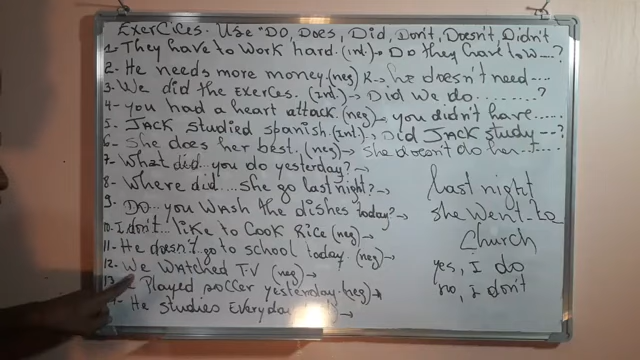 EXERCICES. Use "DO, Does, Did, Don't, Doesn't, Didn't
1- They have to work hard. (int)→ Do they have to w....?
2- He needs more money. (neg) R- he doesn't need....
3- We did the Exerces. (int.)→ Did we do.........?
4- you had a heart attack. (neg)→ you didn't have......
5- JACK studied spanish. (int.)→ Did JACK study --?
6- She does her best. (neg)→ she doesn't do her
7- What did... you do yesterday?→
8- Where did.... she go last night?→
9- DO... you WASH the dishes today?→
10- I don't... like to Cook Rice (neg)→
11- He doesn't go to school today. (neg)→
12- We WAtched T.V (neg)→
13- Played soccer yesterday. (neg)→
He studies Everyday →
last night
she went to
Church
yes, I do
no, i don't